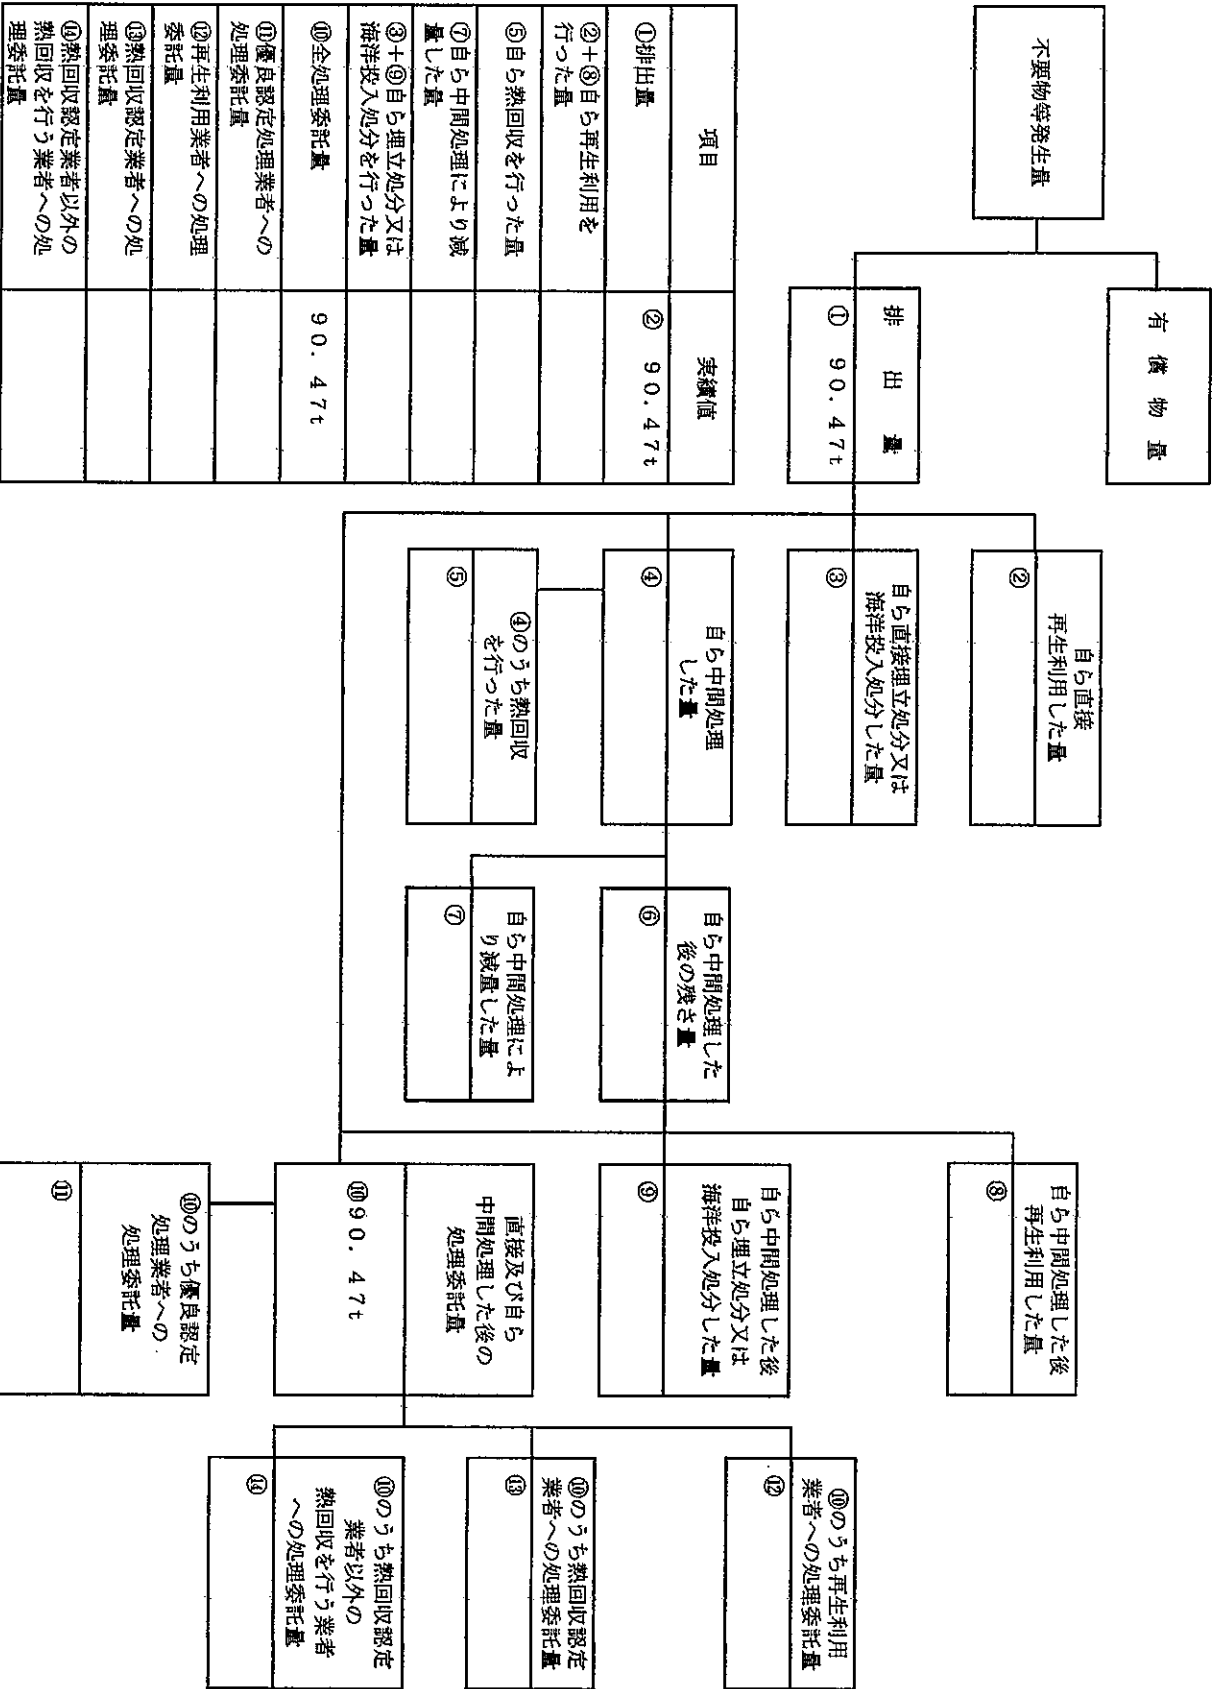 有償物量
不要物等発生量
排出量
① 90.47t
自ら直接
再生利用した量
②
自ら直接埋立処分又は
海洋投入処分した量
③
自ら中間処理
した量
④
④のうち熱回収
を行った量
⑤
自ら中間処理した
後の残さ量
⑥
自ら中間処理によ
り減量した量
⑦
自ら中間処理した後
再生利用した量
⑧
自ら中間処理した後
自ら埋立処分又は
海洋投入処分した量
⑨
直接及び自ら
中間処理した後の
処理委託量
⑩90.47t
⑩のうち優良認定
処理業者への
処理委託量
⑪
⑩のうち再生利用
業者への処理委託量
⑫
⑩のうち熱回収認定
業者への処理委託量
⑬
⑩のうち熱回収認定
業者以外の
熱回収を行う業者
への処理委託量
⑭
項目 実績値
①排出量 ② 90.47t
②+⑧自ら再生利用を
行った量
⑤自ら熱回収を行った量
⑦自ら中間処理により減
量した量
③+⑨自ら埋立処分又は
海洋投入処分を行った量
⑩全処理委託量 90.47t
⑪優良認定処理業者への
処理委託量
⑫再生利用業者への処理
委託量
⑬熱回収認定業者への処
理委託量
⑭熱回収認定業者以外の
熱回収を行う業者への処
理委託量